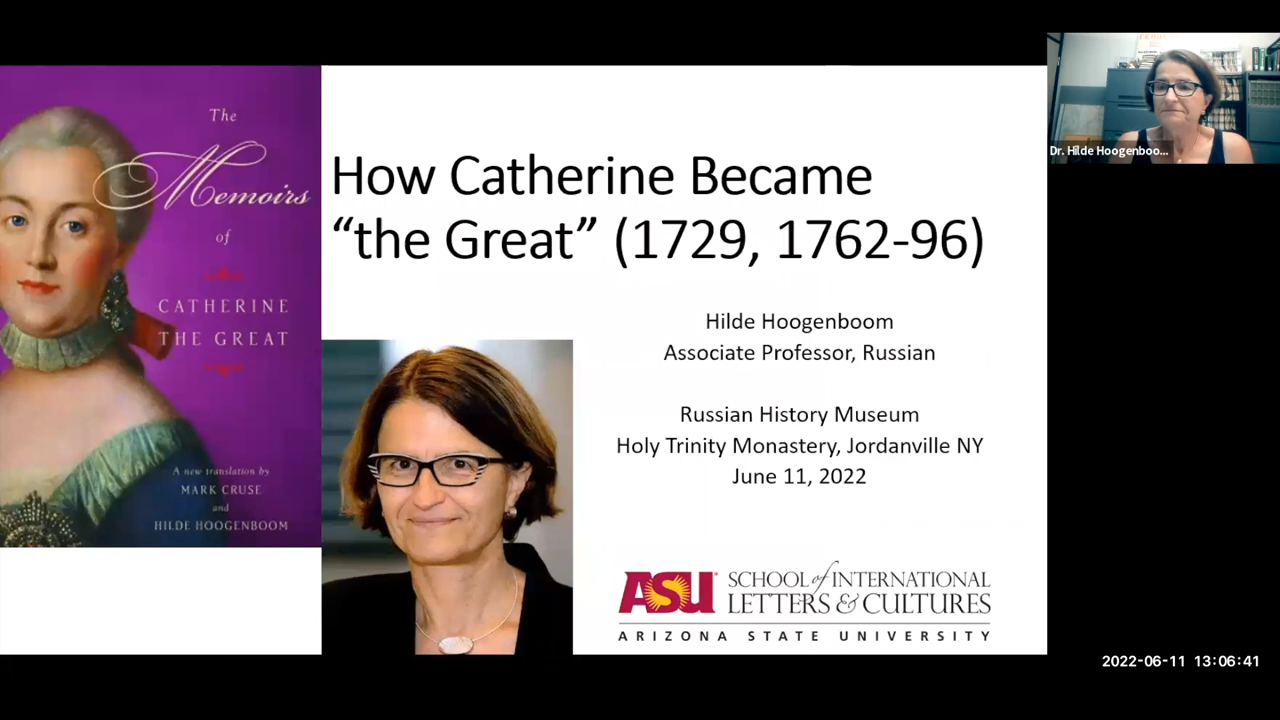 The
Memoirs
of
CATHERINE
THE GREAT
A new translation by
MARK CRUSE
and
HILDE HOOGENBOOM
How Catherine Became
“the Great” (1729, 1762-96)
Hilde Hoogenboom
Associate Professor, Russian
Russian History Museum
Holy Trinity Monastery, Jordanville NY
June 11, 2022
ASU SCHOOL of INTERNATIONAL
LETTERS & CULTURES
ARIZONA STATE UNIVERSITY
Dr. Hilde Hoogenboo...
2022-06-11 13:06:41